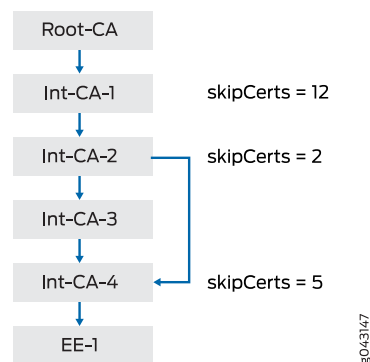 Root-CA
Int-CA-1 skipCerts = 12
Int-CA-2 skipCerts = 2
Int-CA-3
Int-CA-4 skipCerts = 5
EE-1
g043147